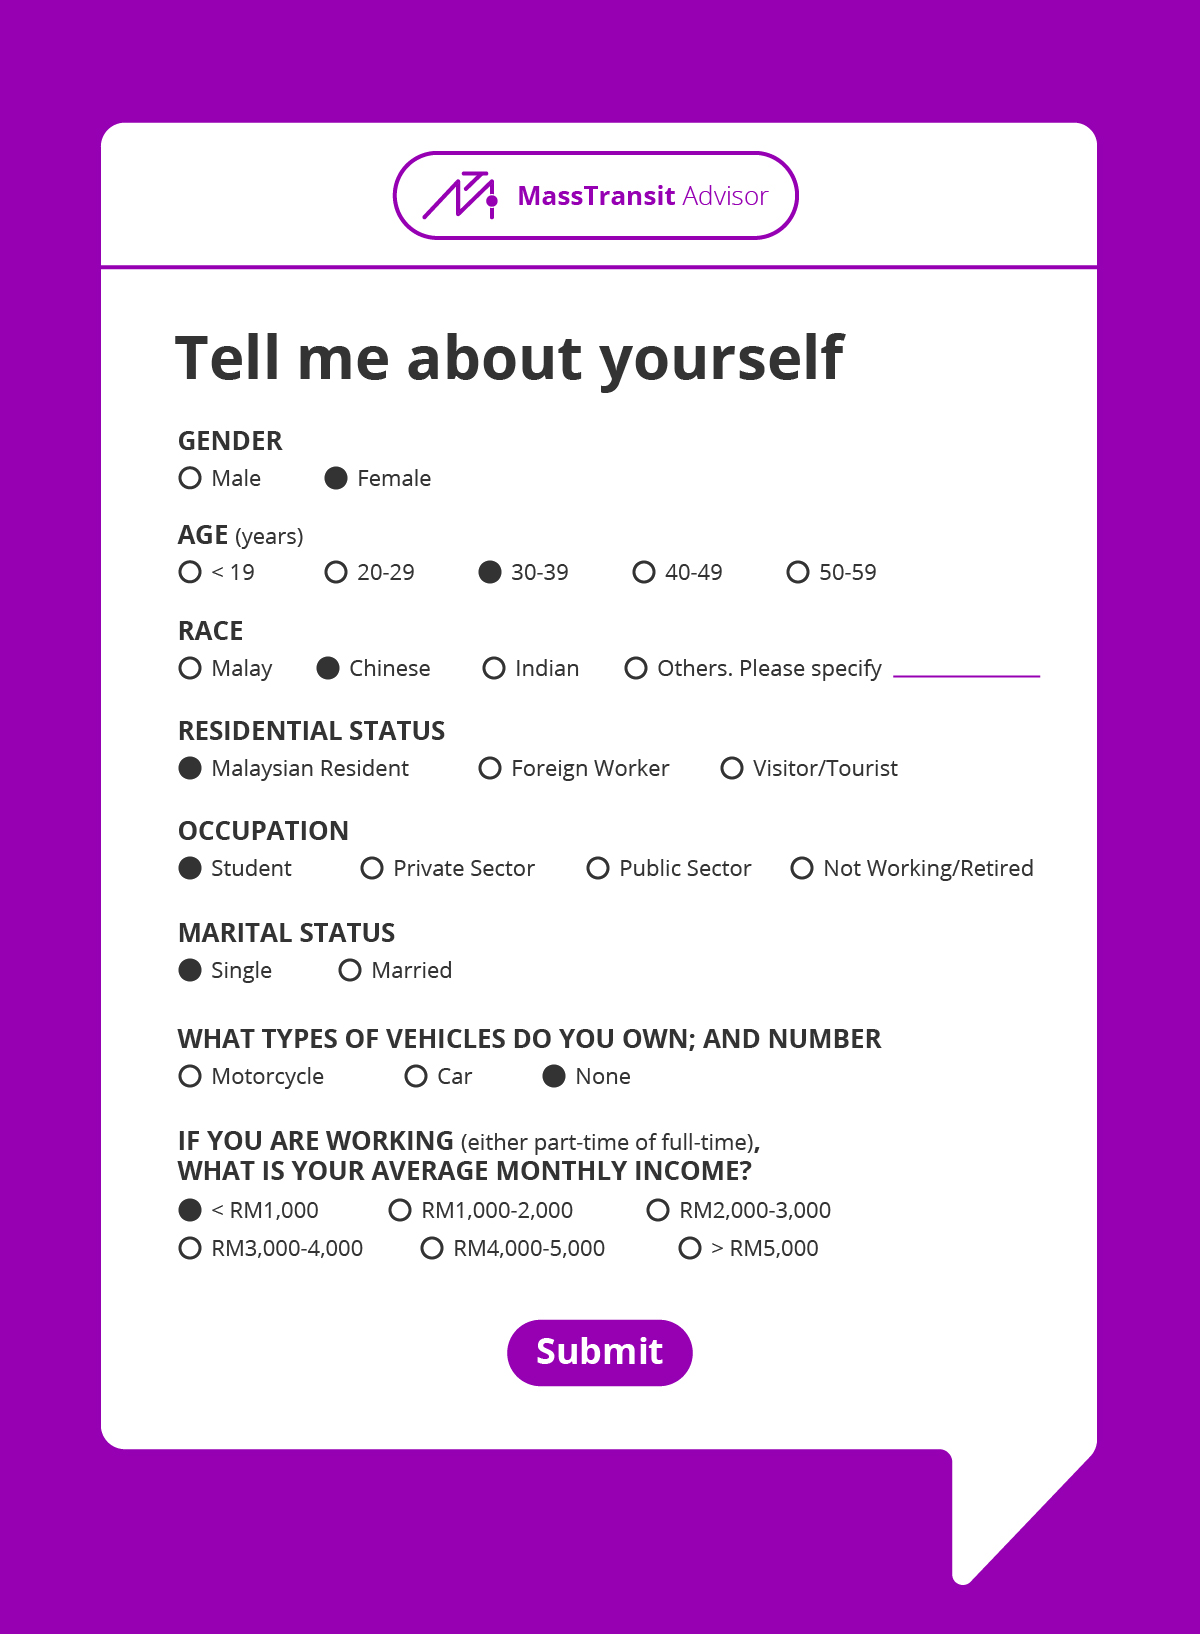 MassTransit Advisor
Tell me about yourself
GENDER
Male Female
AGE (years)
< 19 20-29 30-39 40-49 50-59
RACE
Malay Chinese Indian Others. Please specify
RESIDENTIAL STATUS
Malaysian Resident Foreign Worker Visitor/Tourist
OCCUPATION
Student Private Sector Public Sector Not Working/Retired
MARITAL STATUS
Single Married
WHAT TYPES OF VEHICLES DO YOU OWN; AND NUMBER
Motorcycle Car None
IF YOU ARE WORKING (either part-time of full-time),
WHAT IS YOUR AVERAGE MONTHLY INCOME?
< RM1,000 RM1,000-2,000 RM2,000-3,000
RM3,000-4,000 RM4,000-5,000 > RM5,000
Submit